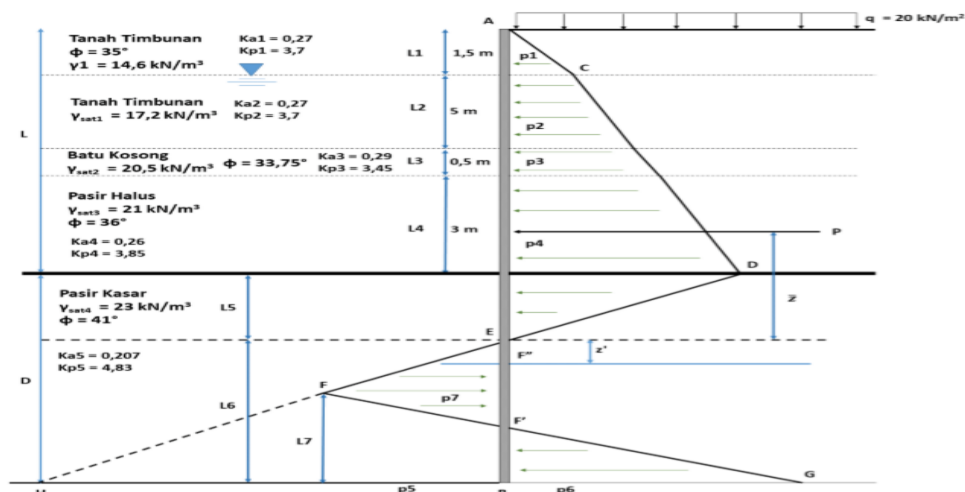 A
q = 20 kN/m²
Tanah Timbunan
ϕ = 35°
γ1 = 14,6 kN/m³
Ka1 = 0,27
Kp1 = 3,7
L1
1,5 m
p1
C
Tanah Timbunan
γsat1 = 17,2 kN/m³
Ka2 = 0,27
Kp2 = 3,7
L2
5 m
p2
L
Batu Kosong
γsat2 = 20,5 kN/m³
ϕ = 33,75°
Ka3 = 0,29
Kp3 = 3,45
L3
0,5 m
p3
Pasir Halus
γsat3 = 21 kN/m³
ϕ = 36°
Ka4 = 0,26
Kp4 = 3,85
L4
3 m
p4
P
D
Pasir Kasar
γsat4 = 23 kN/m³
ϕ = 41°
L5
z̄
E
z'
F''
Ka5 = 0,207
Kp5 = 4,83
D
F
L6
p7
F'
L7
G
p5
p6